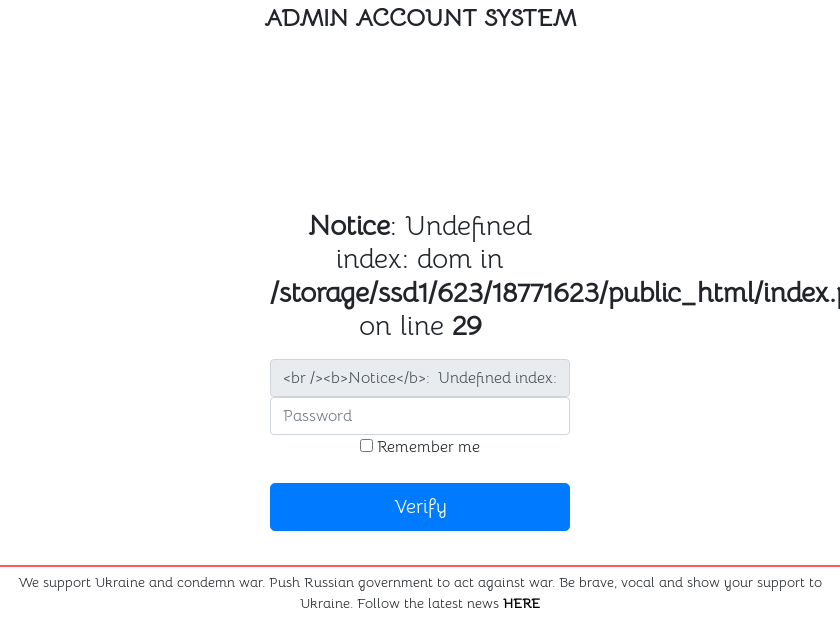 ADMIN ACCOUNT SYSTEM
Notice: Undefined
index: dom in
/storage/ssd1/623/18771623/public_html/index.p
on line 29
<br /><b>Notice</b>:  Undefined index:
Password
Remember me
Verify
We support Ukraine and condemn war. Push Russian government to act against war. Be brave, vocal and show your support to
Ukraine. Follow the latest news HERE